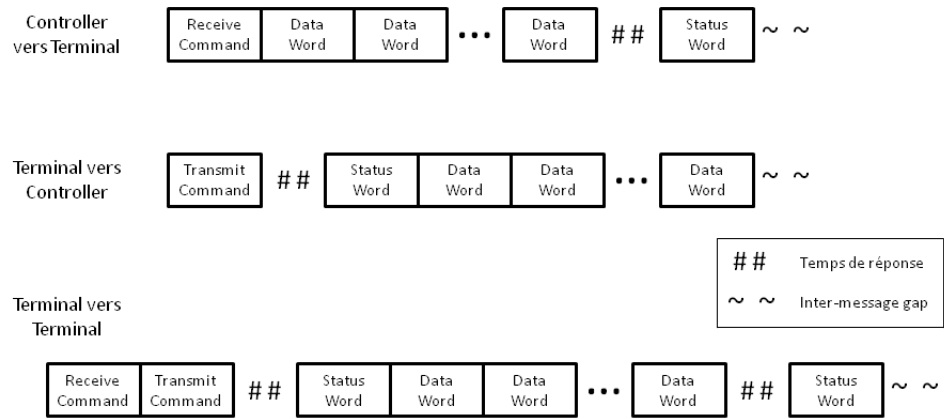 Controller
vers Terminal
Receive
Command
Data
Word
Data
Word
...
Data
Word
# #
Status
Word
~ ~
Terminal vers
Controller
Transmit
Command
# #
Status
Word
Data
Word
Data
Word
...
Data
Word
~ ~
# # Temps de réponse
~ ~ Inter-message gap
Terminal vers
Terminal
Receive
Command
Transmit
Command
# #
Status
Word
Data
Word
Data
Word
...
Data
Word
# #
Status
Word
~ ~